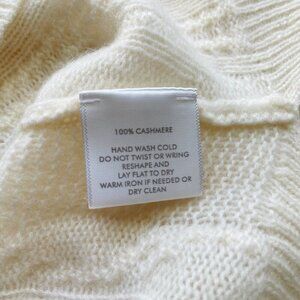 100% CASHMERE
HAND WASH COLD
DO NOT TWIST OR WRING
RESHAPE AND
LAY FLAT TO DRY
WARM IRON IF NEEDED OR
DRY CLEAN